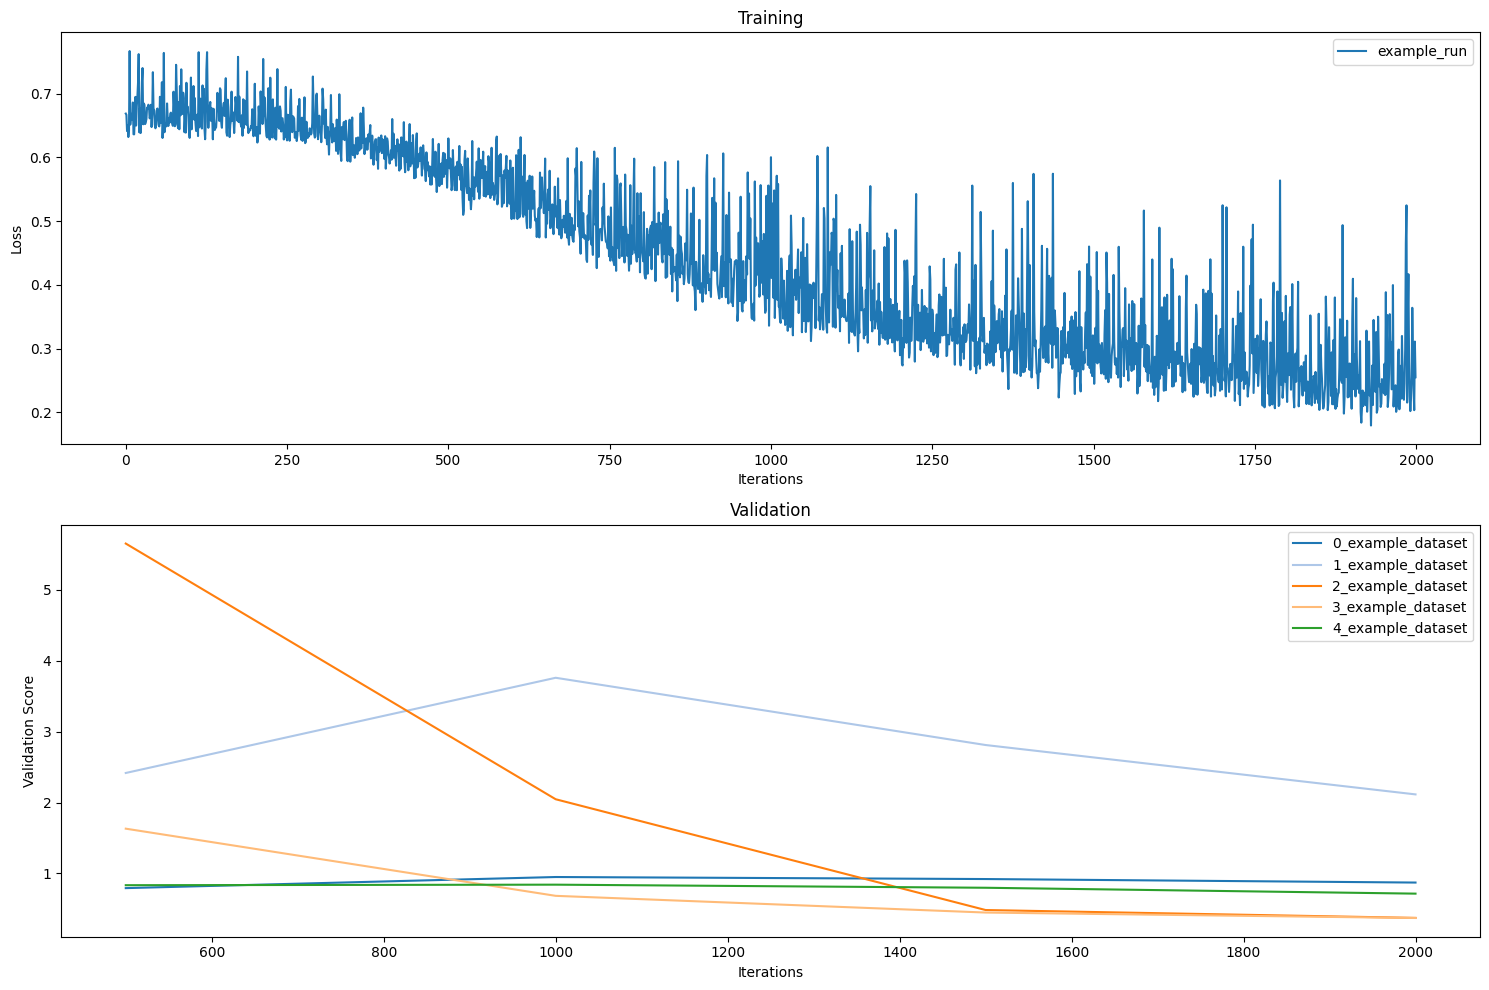 Training
example_run
Loss
0.7
0.6
0.5
0.4
0.3
0.2
0 250 500 750 1000 1250 1500 1750 2000
Iterations
Validation
0_example_dataset
1_example_dataset
2_example_dataset
3_example_dataset
4_example_dataset
Validation Score
5
4
3
2
1
600 800 1000 1200 1400 1600 1800 2000
Iterations